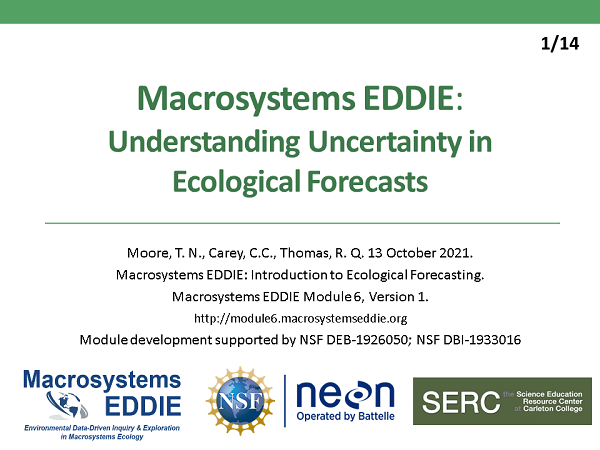 1/14
Macrosystems EDDIE:
Understanding Uncertainty in
Ecological Forecasts
Moore, T. N., Carey, C.C., Thomas, R. Q. 13 October 2021.
Macrosystems EDDIE: Introduction to Ecological Forecasting.
Macrosystems EDDIE Module 6, Version 1.
http://module6.macrosystemseddie.org
Module development supported by NSF DEB-1926050; NSF DBI-1933016
Macrosystems
EDDIE
Environmental Data-Driven Inquiry & Exploration
in Macrosystems Ecology
NSF
neon
Operated by Battelle
SERC
the Science Education
Resource Center
at Carleton College